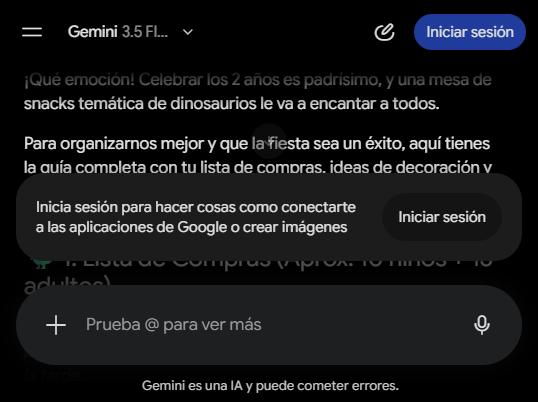 Gemini 3.5 Fl...
Iniciar sesión
¡Qué emoción! Celebrar los 2 años es padrísimo, y una mesa de
snacks temática de dinosaurios le va a encantar a todos.
Para organizarnos mejor y que la fiesta sea un éxito, aquí tienes
la guía completa con tu lista de compras, ideas de decoración y
Inicia sesión para hacer cosas como conectarte
a las aplicaciones de Google o crear imágenes
Iniciar sesión
1. Lista de Compras (Aprox. 10 niños + 10
adultos)
Prueba @ para ver más
Gemini es una IA y puede cometer errores.